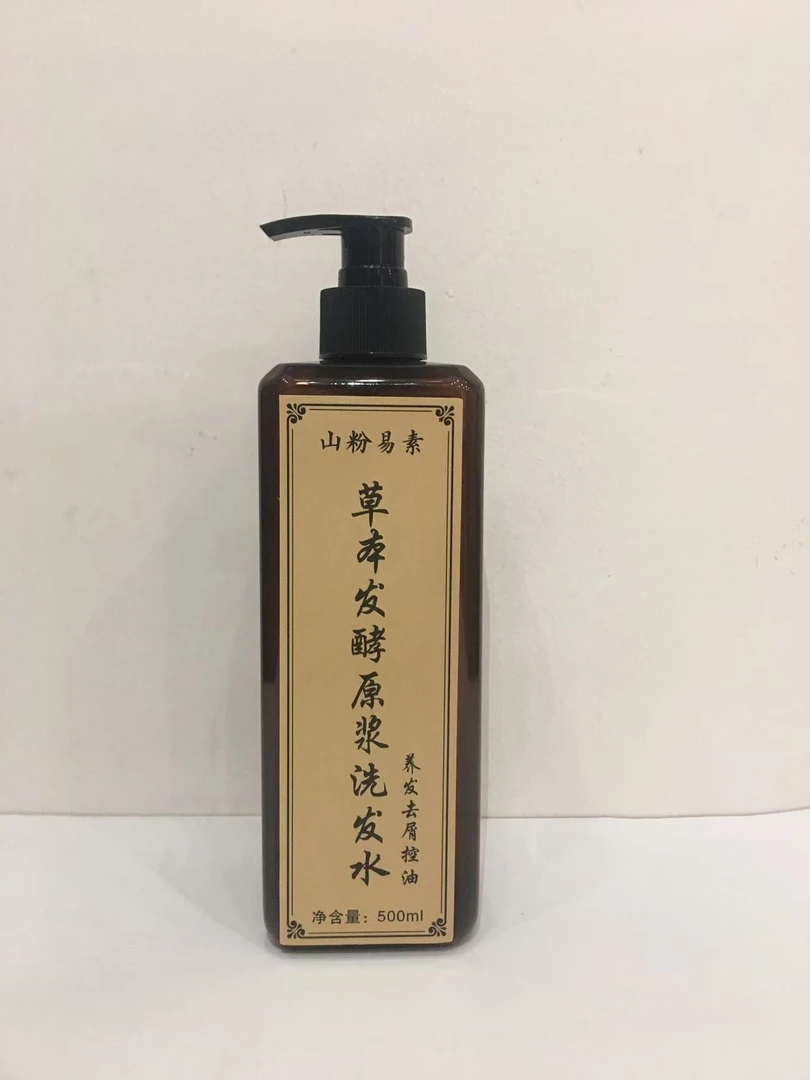 山粉易素
草本发酵原浆洗发水
养发去屑控油
净含量：500ml